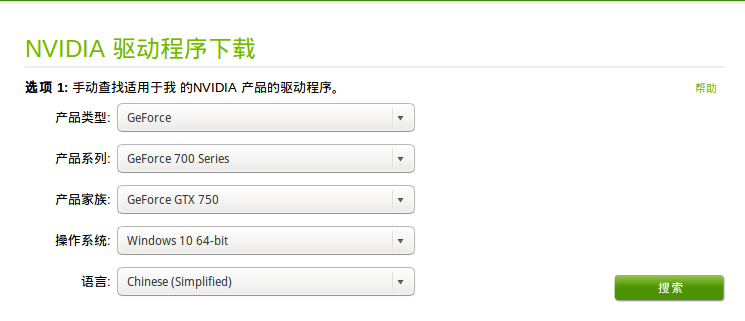 NVIDIA 驱动程序下载
选项 1: 手动查找适用于我 的NVIDIA 产品的驱动程序。 帮助
产品类型: GeForce
产品系列: GeForce 700 Series
产品家族: GeForce GTX 750
操作系统: Windows 10 64-bit
语言: Chinese (Simplified)
搜索